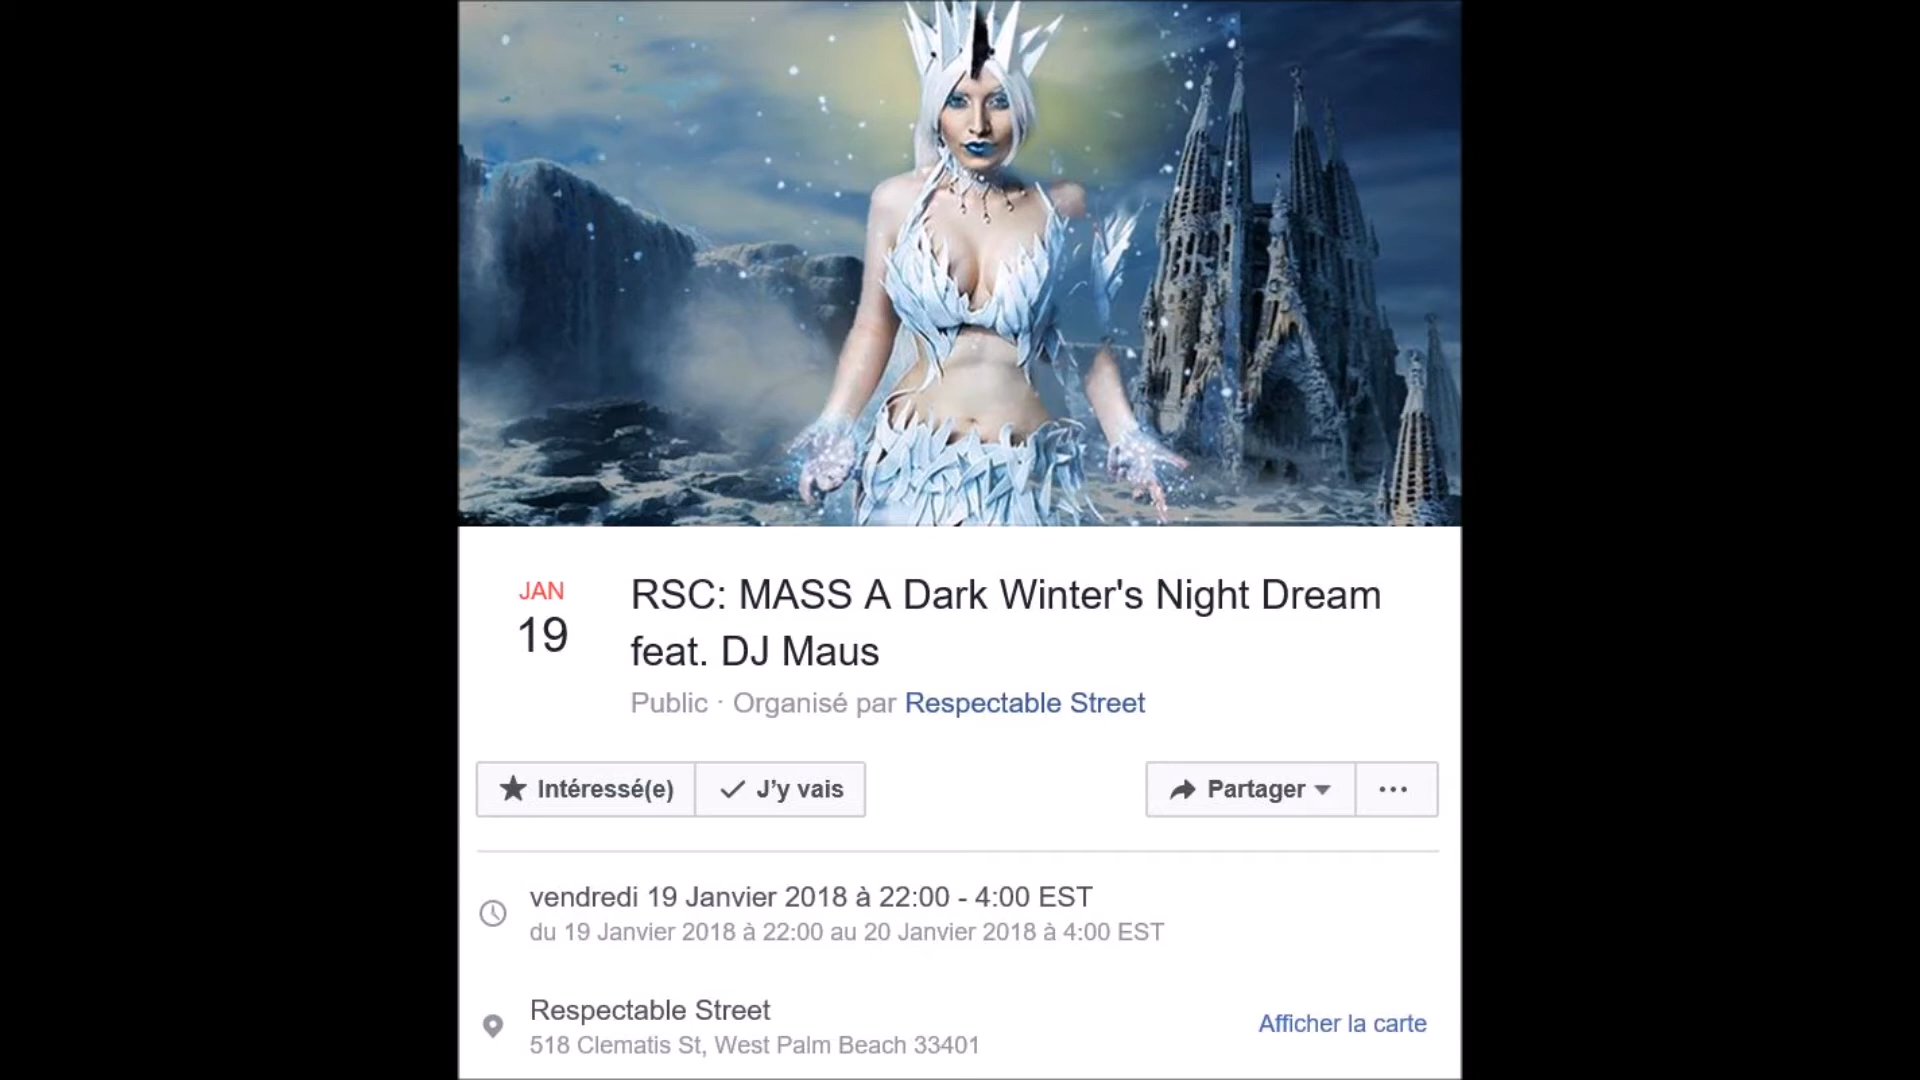 JAN
19
RSC: MASS A Dark Winter's Night Dream
feat. DJ Maus
Public · Organisé par Respectable Street
Intéressé(e)
J’y vais
Partager
vendredi 19 Janvier 2018 à 22:00 - 4:00 EST
du 19 Janvier 2018 à 22:00 au 20 Janvier 2018 à 4:00 EST
Respectable Street
518 Clematis St, West Palm Beach 33401
Afficher la carte